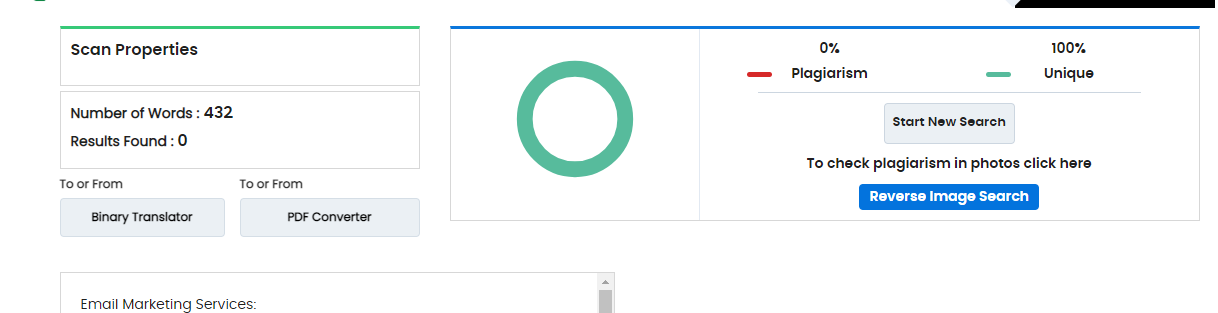 Scan Properties
Number of Words : 432
Results Found : 0
To or From
To or From
Binary Translator
PDF Converter
0%
100%
Plagiarism
Unique
Start New Search
To check plagiarism in photos click here
Reverse Image Search
Email Marketing Services: